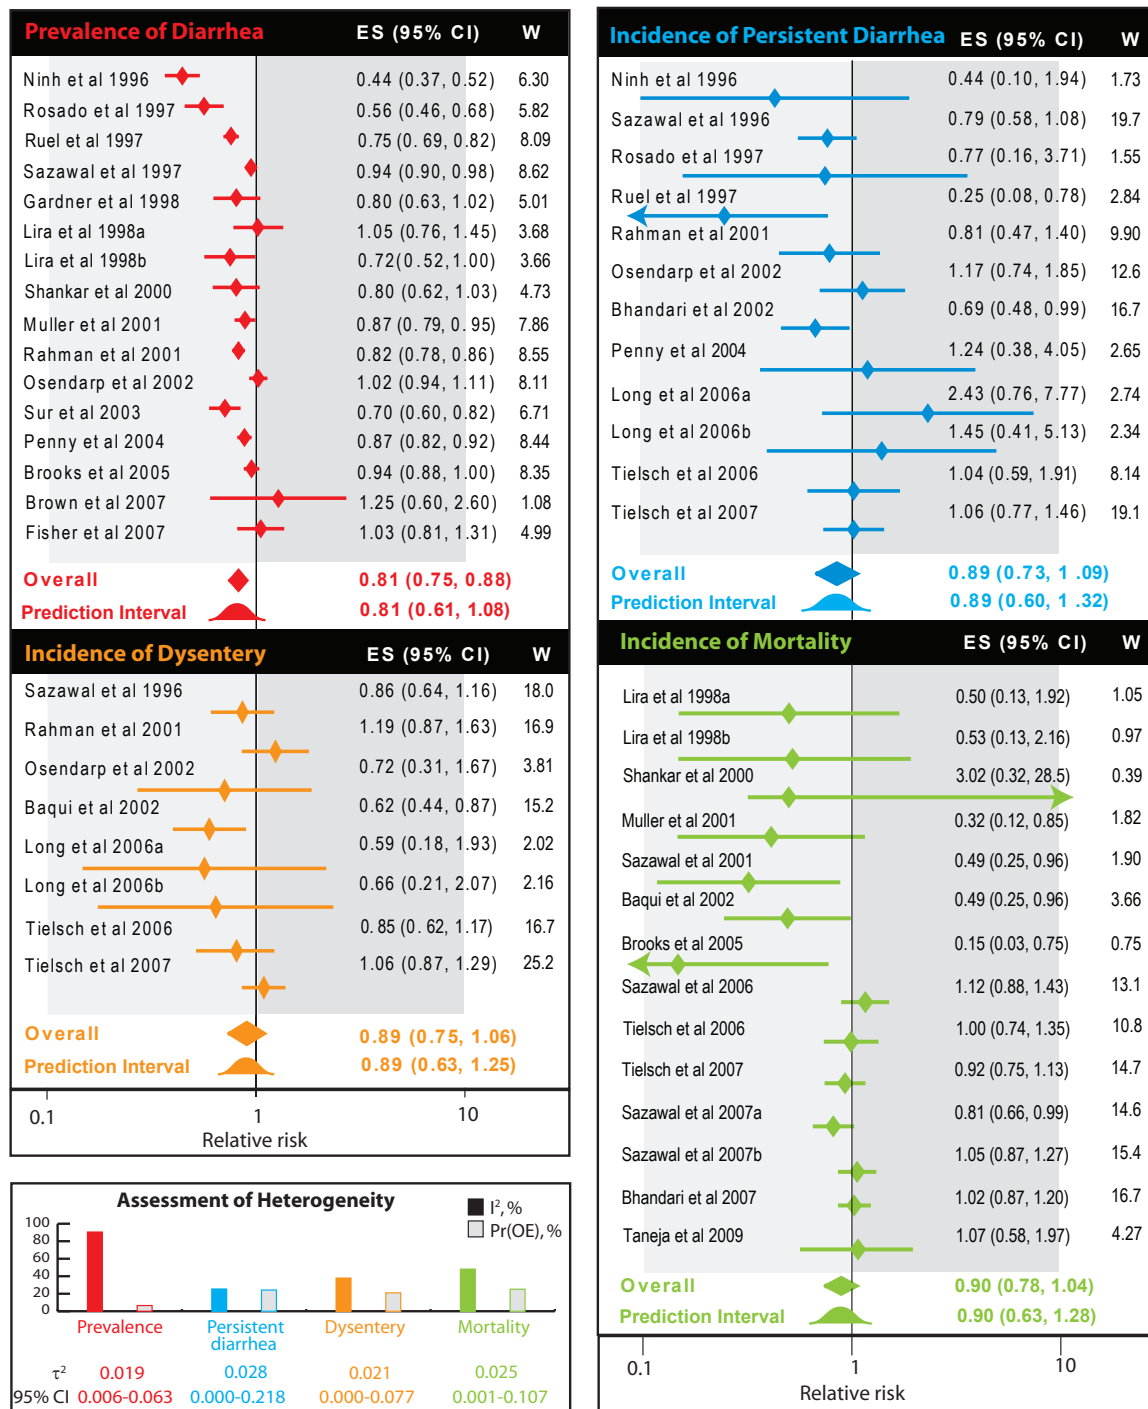 Prevalence of Diarrhea ES (95% CI) W
Ninh et al 1996 0.44 (0.37, 0.52) 6.30
Rosado et al 1997 0.56 (0.46, 0.68) 5.82
Ruel et al 1997 0.75 (0. 69, 0.82) 8.09
Sazawal et al 1997 0.94 (0.90, 0.98) 8.62
Gardner et al 1998 0.80 (0.63, 1.02) 5.01
Lira et al 1998a 1.05 (0.76, 1.45) 3.68
Lira et al 1998b 0.72(0.52, 1.00) 3.66
Shankar et al 2000 0.80 (0.62, 1.03) 4.73
Muller et al 2001 0.87 (0. 79, 0. 95) 7.86
Rahman et al 2001 0.82 (0.78, 0.86) 8.55
Osendarp et al 2002 1.02 (0.94, 1.11) 8.11
Sur et al 2003 0.70 (0.60, 0.82) 6.71
Penny et al 2004 0.87 (0.82, 0.92) 8.44
Brooks et al 2005 0.94 (0.88, 1.00) 8.35
Brown et al 2007 1.25 (0.60, 2.60) 1.08
Fisher et al 2007 1.03 (0.81, 1.31) 4.99
Overall 0.81 (0.75, 0.88)
Prediction Interval 0.81 (0.61, 1.08)
Incidence of Dysentery ES (95% CI) W
Sazawal et al 1996 0.86 (0.64, 1.16) 18.0
Rahman et al 2001 1.19 (0.87, 1.63) 16.9
Osendarp et al 2002 0.72 (0.31, 1.67) 3.81
Baqui et al 2002 0.62 (0.44, 0.87) 15.2
Long et al 2006a 0.59 (0.18, 1.93) 2.02
Long et al 2006b 0.66 (0.21, 2.07) 2.16
Tielsch et al 2006 0.85 (0. 62, 1.17) 16.7
Tielsch et al 2007 1.06 (0.87, 1.29) 25.2
Overall 0.89 (0.75, 1.06)
Prediction Interval 0.89 (0.63, 1.25)
0.1 1 10
Relative risk
Assessment of Heterogeneity
I², %
Pr(OE), %
100
80
60
40
20
0
Prevalence Persistent diarrhea Dysentery Mortality
τ² 0.019 0.028 0.021 0.025
95% CI 0.006-0.063 0.000-0.218 0.000-0.077 0.001-0.107
Incidence of Persistent Diarrhea ES (95% CI) W
Ninh et al 1996 0.44 (0.10, 1.94) 1.73
Sazawal et al 1996 0.79 (0.58, 1.08) 19.7
Rosado et al 1997 0.77 (0.16, 3.71) 1.55
Ruel et al 1997 0.25 (0.08, 0.78) 2.84
Rahman et al 2001 0.81 (0.47, 1.40) 9.90
Osendarp et al 2002 1.17 (0.74, 1.85) 12.6
Bhandari et al 2002 0.69 (0.48, 0.99) 16.7
Penny et al 2004 1.24 (0.38, 4.05) 2.65
Long et al 2006a 2.43 (0.76, 7.77) 2.74
Long et al 2006b 1.45 (0.41, 5.13) 2.34
Tielsch et al 2006 1.04 (0.59, 1.91) 8.14
Tielsch et al 2007 1.06 (0.77, 1.46) 19.1
Overall 0.89 (0.73, 1 .09)
Prediction Interval 0.89 (0.60, 1 .32)
Incidence of Mortality ES (95% CI) W
Lira et al 1998a 0.50 (0.13, 1.92) 1.05
Lira et al 1998b 0.53 (0.13, 2.16) 0.97
Shankar et al 2000 3.02 (0.32, 28.5) 0.39
Muller et al 2001 0.32 (0.12, 0.85) 1.82
Sazawal et al 2001 0.49 (0.25, 0.96) 1.90
Baqui et al 2002 0.49 (0.25, 0.96) 3.66
Brooks et al 2005 0.15 (0.03, 0.75) 0.75
Sazawal et al 2006 1.12 (0.88, 1.43) 13.1
Tielsch et al 2006 1.00 (0.74, 1.35) 10.8
Tielsch et al 2007 0.92 (0.75, 1.13) 14.7
Sazawal et al 2007a 0.81 (0.66, 0.99) 14.6
Sazawal et al 2007b 1.05 (0.87, 1.27) 15.4
Bhandari et al 2007 1.02 (0.87, 1.20) 16.7
Taneja et al 2009 1.07 (0.58, 1.97) 4.27
Overall 0.90 (0.78, 1.04)
Prediction Interval 0.90 (0.63, 1.28)
0.1 1 10
Relative risk